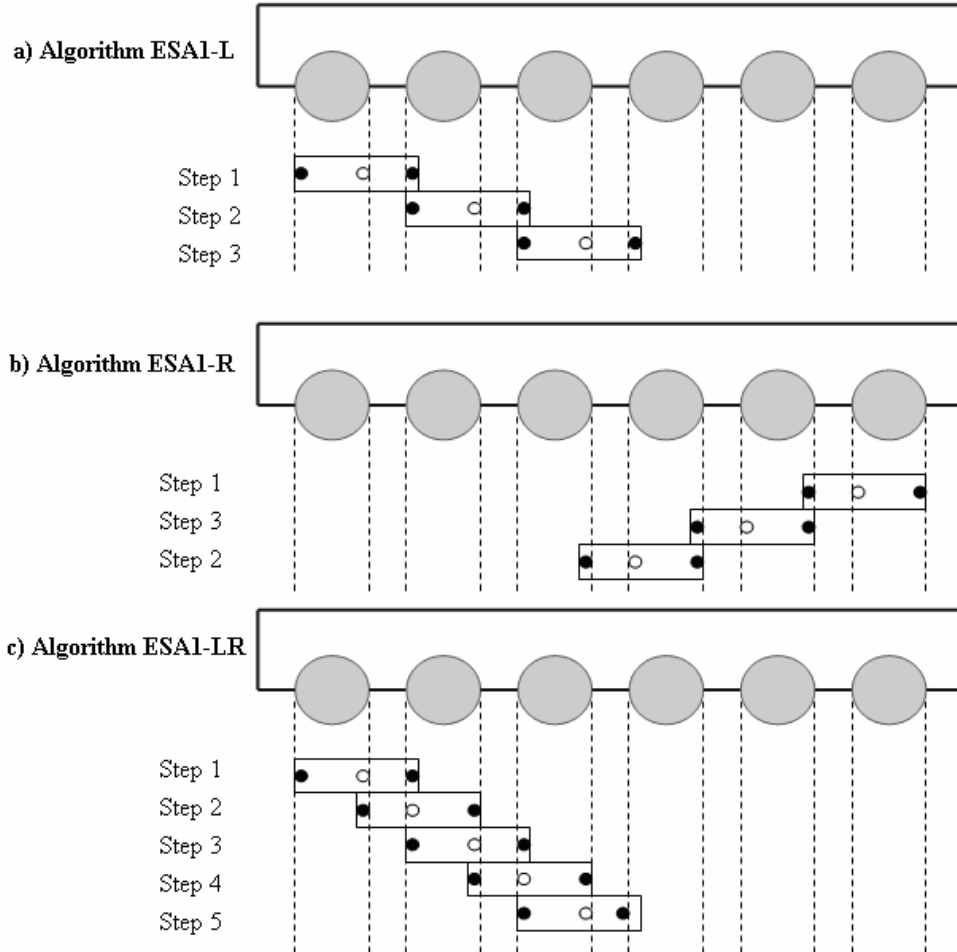 a) Algorithm ESA1-L
Step 1
Step 2
Step 3
b) Algorithm ESA1-R
Step 1
Step 3
Step 2
c) Algorithm ESA1-LR
Step 1
Step 2
Step 3
Step 4
Step 5